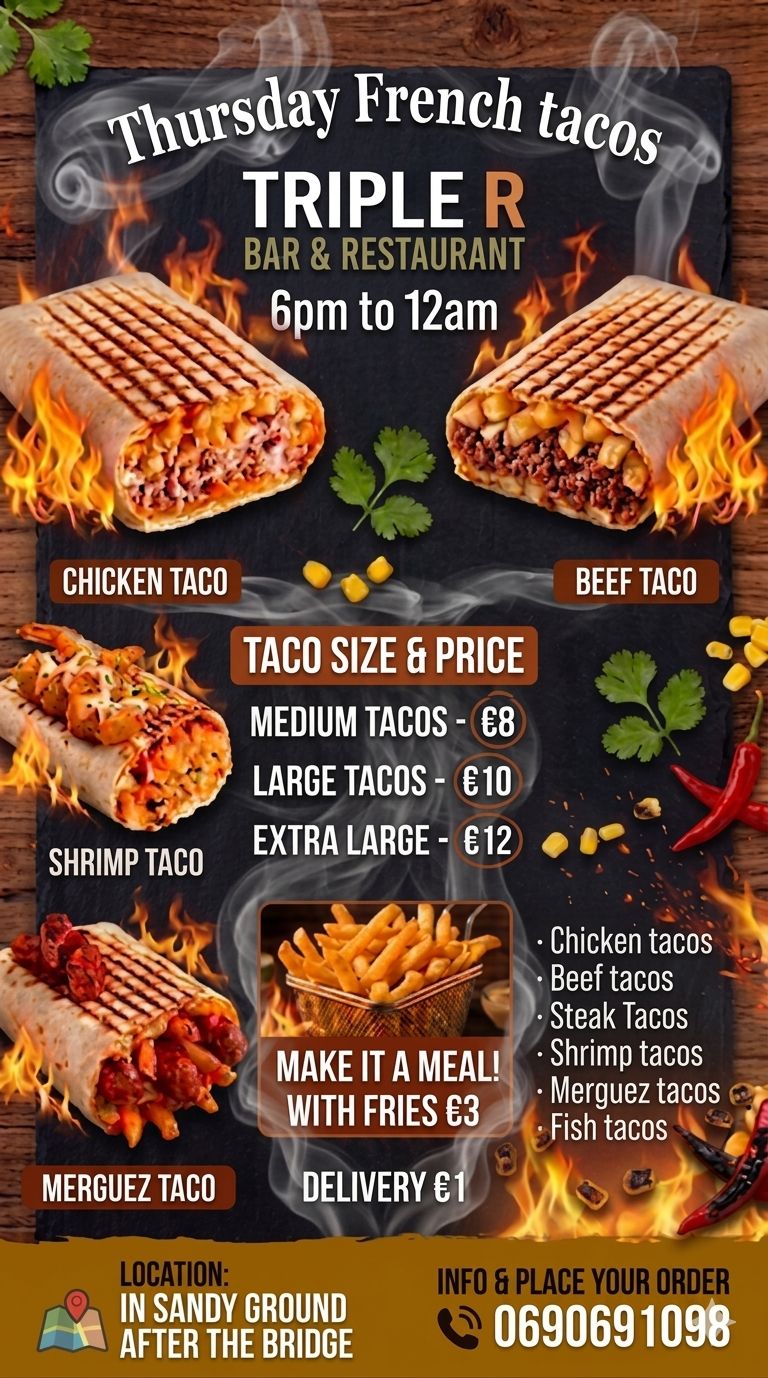 Thursday French tacos
TRIPLE R
BAR & RESTAURANT
6pm to 12am
CHICKEN TACO
BEEF TACO
TACO SIZE & PRICE
MEDIUM TACOS - €8
LARGE TACOS - €10
EXTRA LARGE - €12
SHRIMP TACO
· Chicken tacos
· Beef tacos
· Steak Tacos
· Shrimp tacos
· Merguez tacos
· Fish tacos
MAKE IT A MEAL!
WITH FRIES €3
MERGUEZ TACO
DELIVERY €1
LOCATION:
IN SANDY GROUND
AFTER THE BRIDGE
INFO & PLACE YOUR ORDER
0690691098